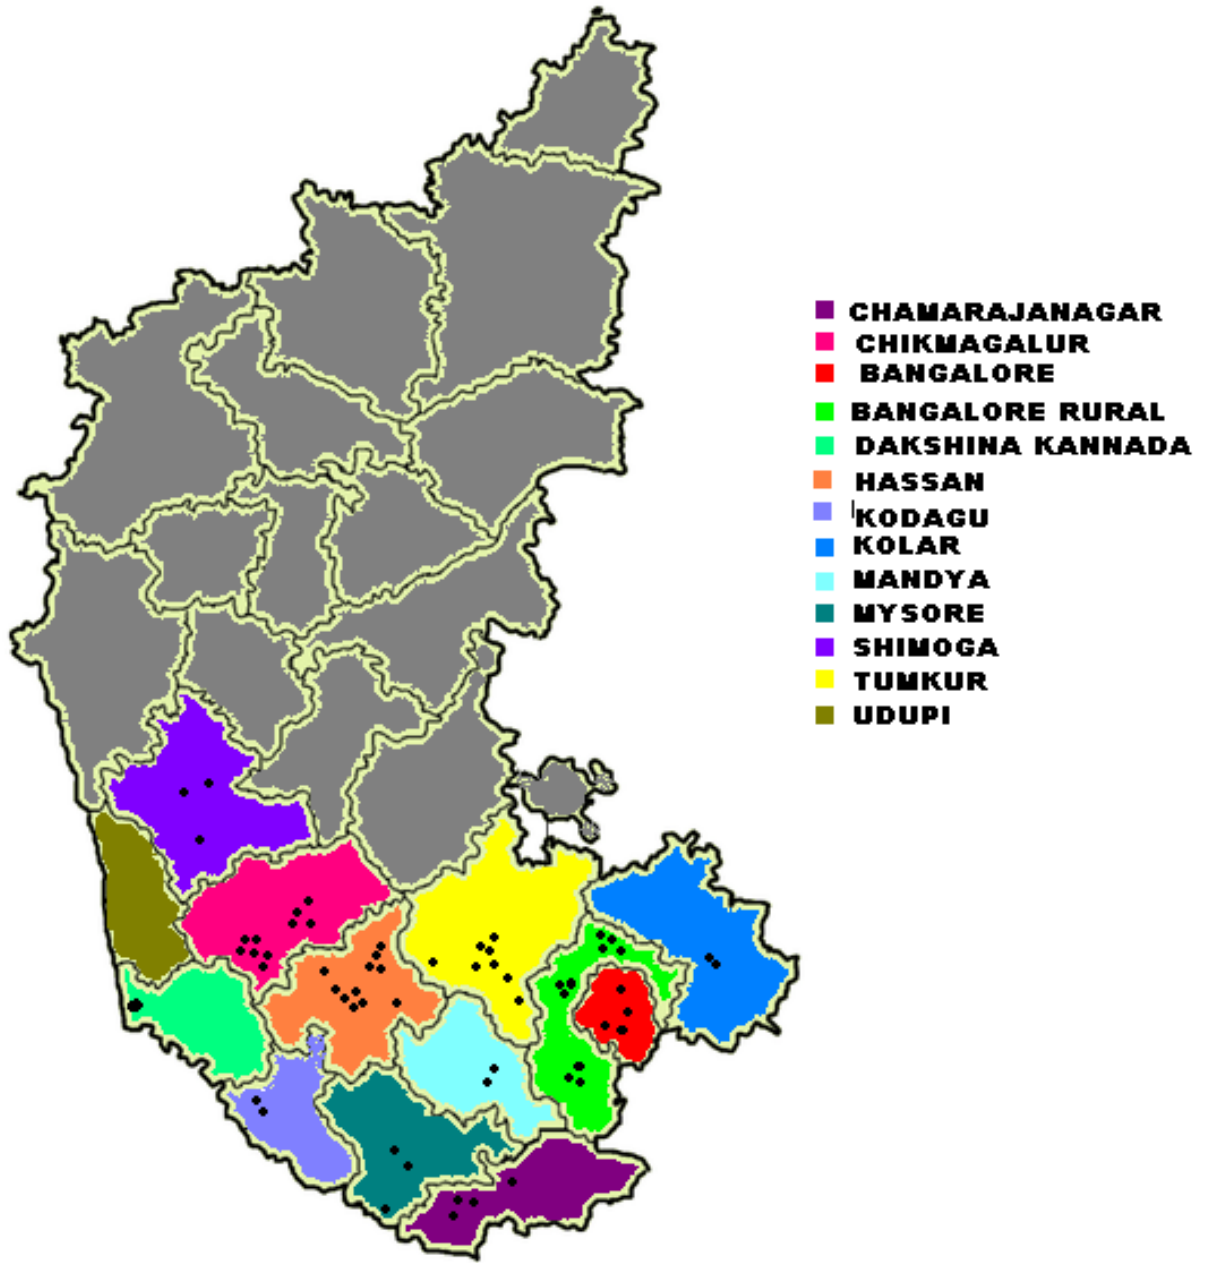 CHAMARAJANAGAR
CHIKMAGALUR
BANGALORE
BANGALORE RURAL
DAKSHINA KANNADA
HASSAN
KODAGU
KOLAR
MANDYA
MYSORE
SHIMOGA
TUMKUR
UDUPI